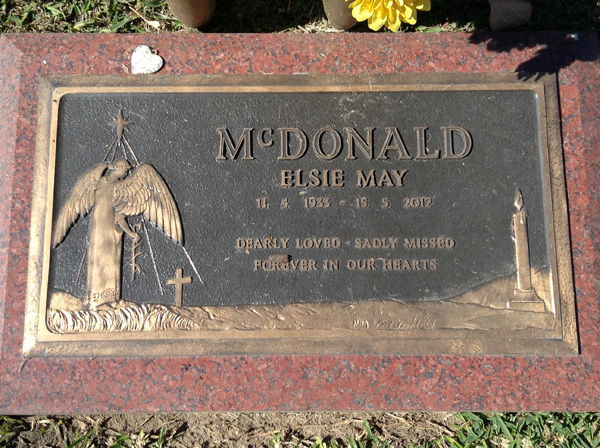 McDONALD
ELSIE MAY
11. 4. 1933 - 15. 5. 2012
DEARLY LOVED - SADLY MISSED
FOREVER IN OUR HEARTS